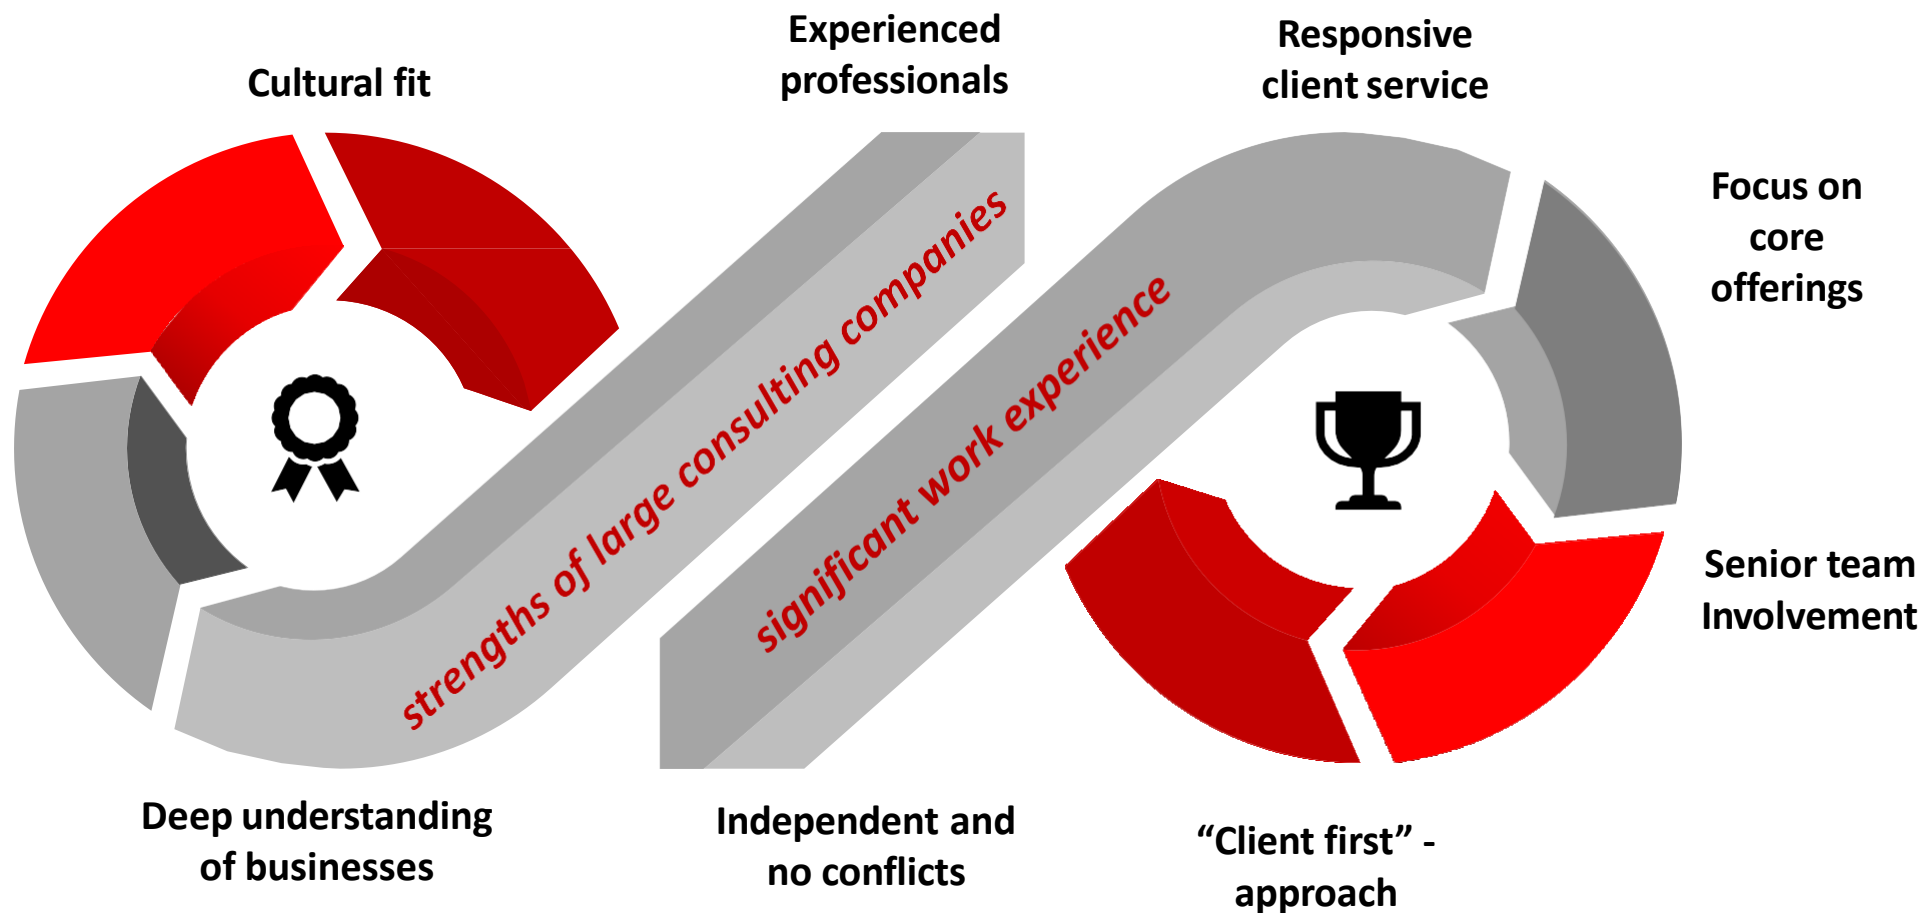 Experienced
professionals
Responsive
client service
Cultural fit
Focus on
core
offerings
strengths of large consulting companies
significant work experience
Senior team
Involvement
Deep understanding
of businesses
Independent and
no conflicts
“Client first” -
approach